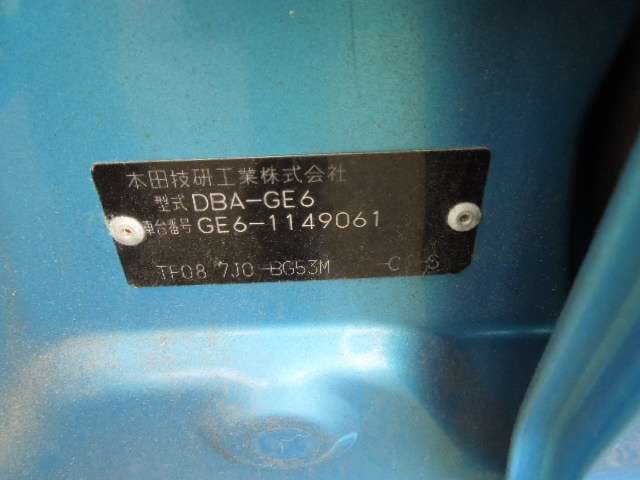 本田技研工業株式会社
型式 DBA-GE6
車台番号 GE6-1149061
TF08 7J0 -BG53M -C S